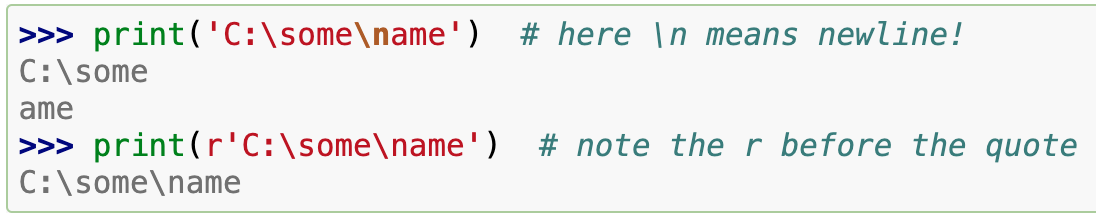 >>> print('C:\some\name')  # here \n means newline!
C:\some
ame
>>> print(r'C:\some\name')  # note the r before the quote
C:\some\name